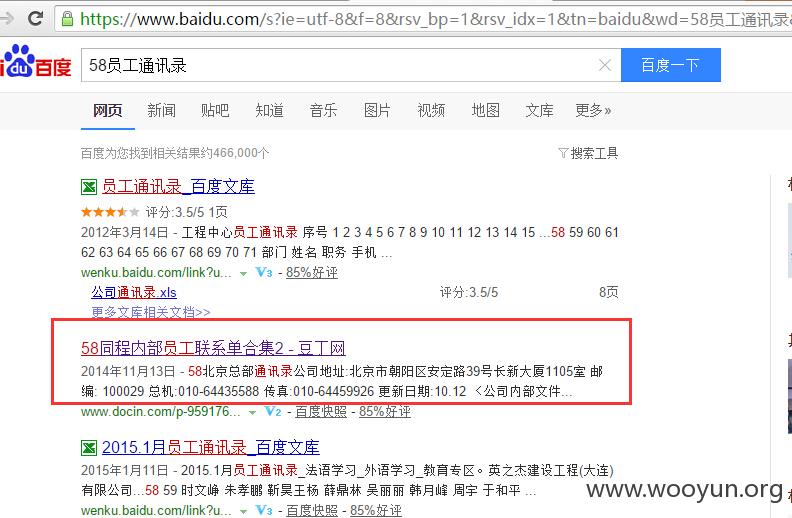 https://www.baidu.com/s?ie=utf-8&f=8&rsv_bp=1&rsv_idx=1&tn=baidu&wd=58员工通讯录
Bai du 百度 58员工通讯录 百度一下
网页 新闻 贴吧 知道 音乐 图片 视频 地图 文库 更多»
百度为您找到相关结果约466,000个 搜索工具
员工通讯录_百度文库
评分:3.5/5 1页
2012年3月14日 - 工程中心员工通讯录 序号 1 2 3 4 5 6 7 8 9 10 11 12 13 14 15 ...58 59 60 61
62 63 64 65 66 67 68 69 70 71 部门 姓名 职务 手机 ...
wenku.baidu.com/link?u... V3 - 85%好评
公司通讯录.xls 评分:3.5/5 8页
更多文库相关文档>>
58同程内部员工联系单合集2 - 豆丁网
2014年11月13日 - 58北京总部通讯录公司地址:北京市朝阳区安定路39号长新大厦1105室 邮
编: 100029 总机:010-64435588 传真:010-64459926 更新日期:10.12 〈公司内部文件...
www.docin.com/p-959176... V2 - 百度快照 - 85%好评
2015.1月员工通讯录_百度文库
2015年1月11日 - 2015.1月员工通讯录_法语学习_外语学习_教育专区。英之杰建设工程(大连)
有限公司...58 59 时文峥 朱孝鹏 靳昊王杨 薛鼎林 吴丽丽 韩月峰 周宇 于和平 ...
wenku.baidu.com/link?u... V3 - 百度快照 - 85%好评
www.wooyun.org